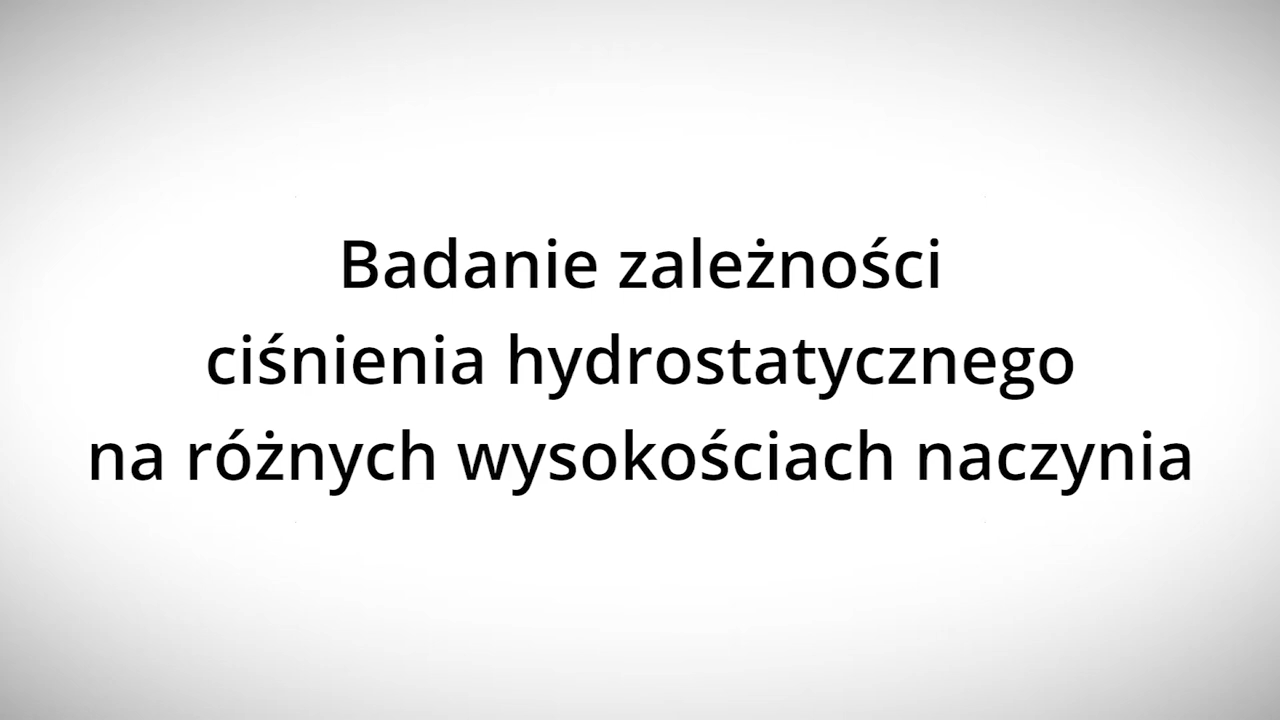 Badanie zależności
ciśnienia hydrostatycznego
na różnych wysokościach naczynia